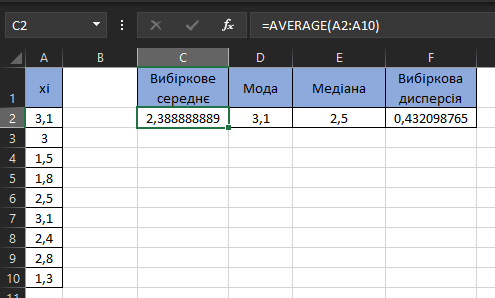 C2 fx =AVERAGE(A2:A10)
A B C D E F
1 xi Вибіркове середнє Мода Медіана Вибіркова дисперсія
2 3,1 2,388888889 3,1 2,5 0,432098765
3 3
4 1,5
5 1,8
6 2,5
7 3,1
8 2,4
9 2,8
10 1,3
11